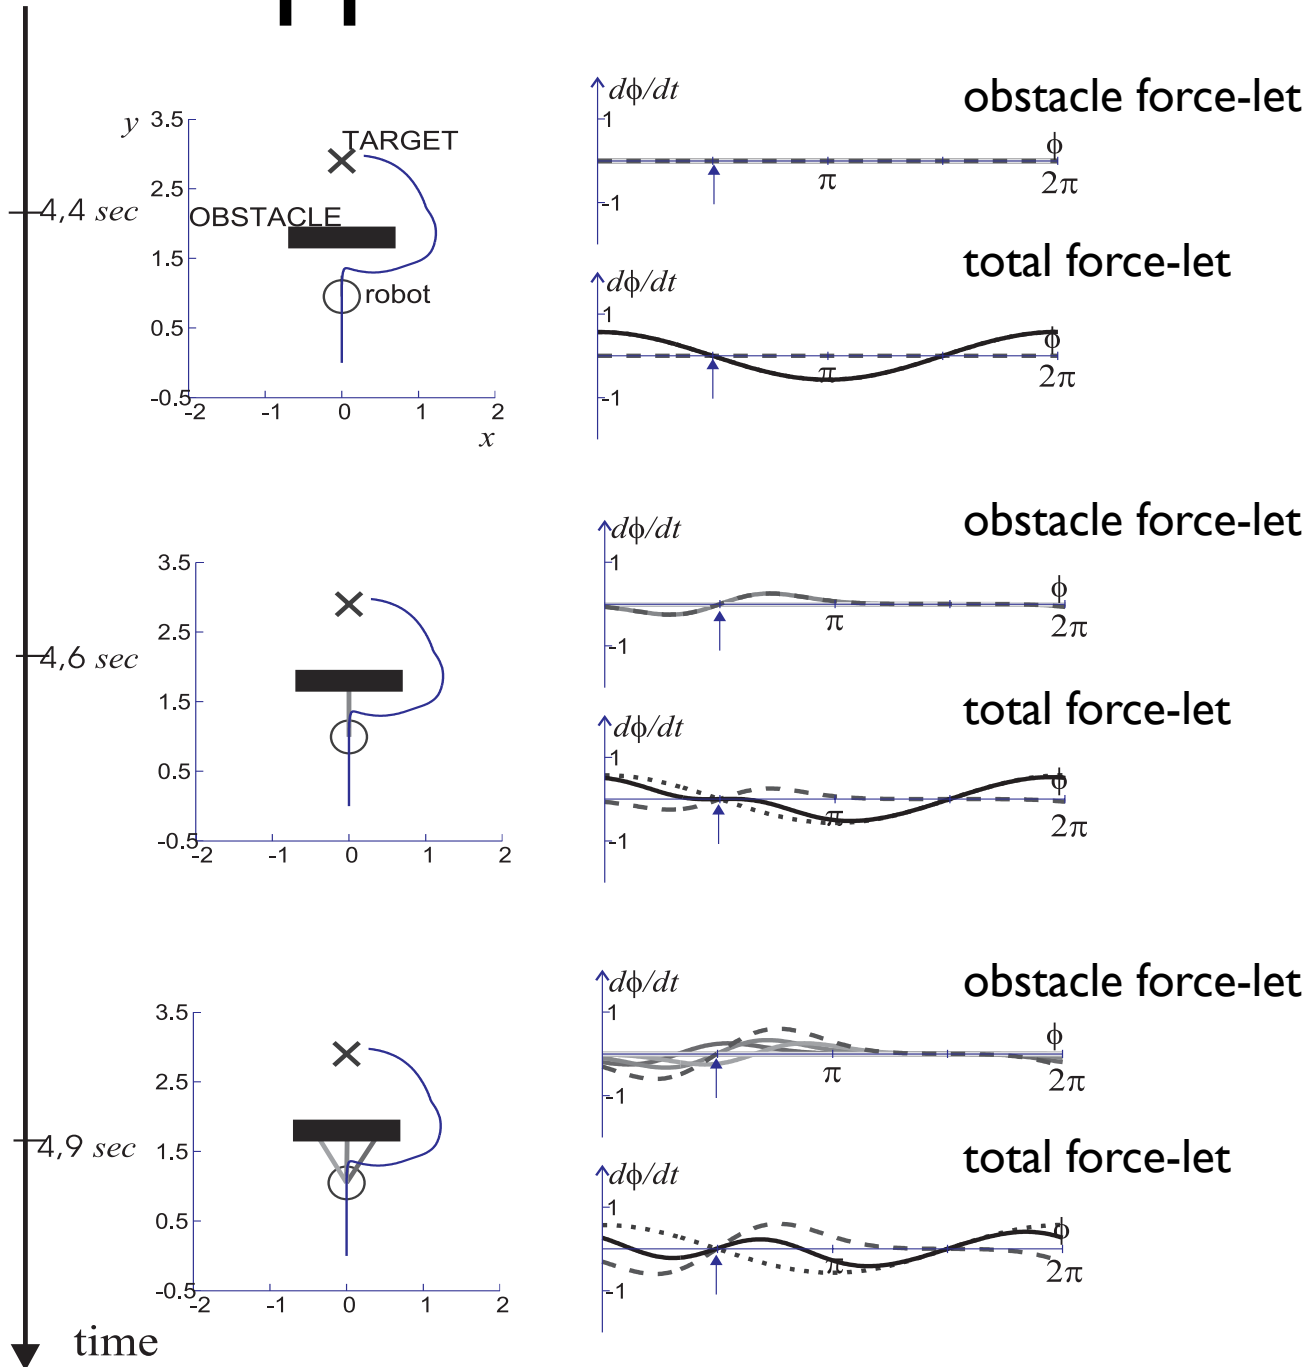 4,4 sec
y
3.5
2.5
1.5
0.5
-0.5
-2
-1
0
1
2
x
TARGET
OBSTACLE
robot
dφ/dt
1
-1
π
φ
2π
obstacle force-let
dφ/dt
1
-1
π
φ
2π
total force-let
4,6 sec
3.5
2.5
1.5
0.5
-0.5
-2
-1
0
1
2
dφ/dt
1
-1
π
φ
2π
obstacle force-let
dφ/dt
1
-1
π
φ
2π
total force-let
4,9 sec
3.5
2.5
1.5
0.5
-0.5
-2
-1
0
1
2
dφ/dt
1
-1
π
φ
2π
obstacle force-let
dφ/dt
1
-1
π
φ
2π
total force-let
time